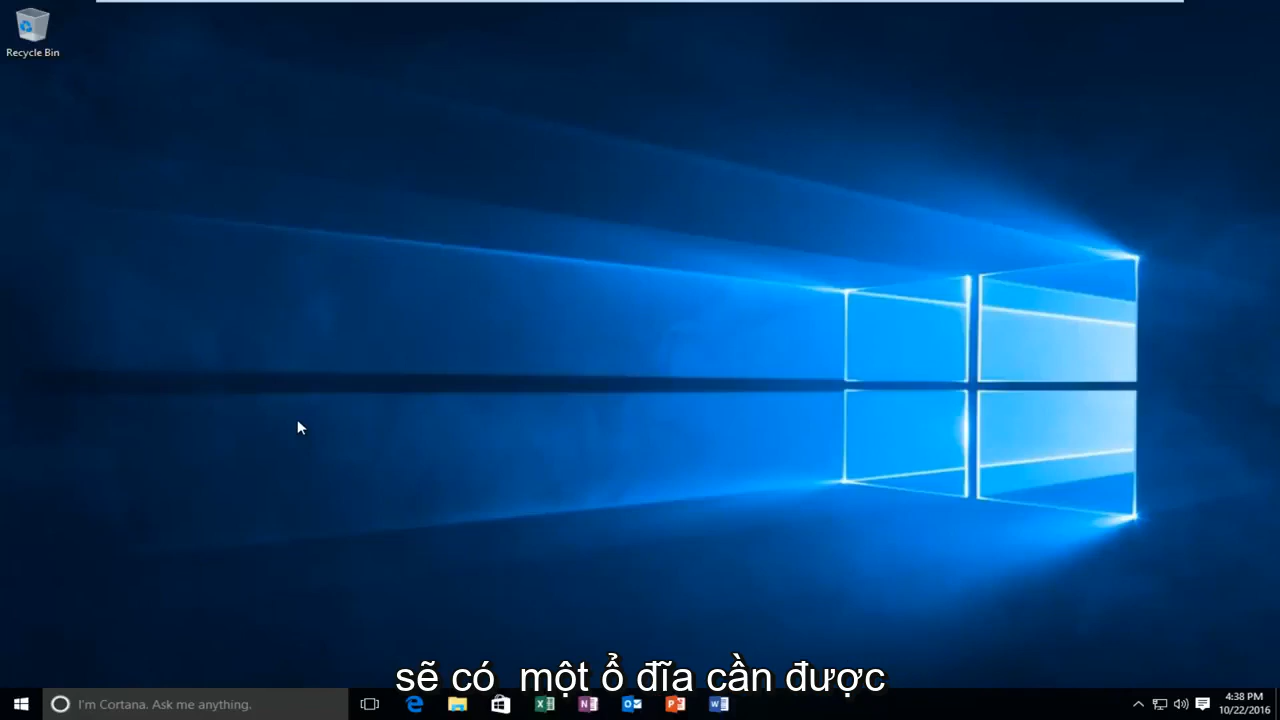 Recycle Bin
sẽ có  một ổ đĩa cần được
I'm Cortana. Ask me anything.
4:38 PM
10/22/2016